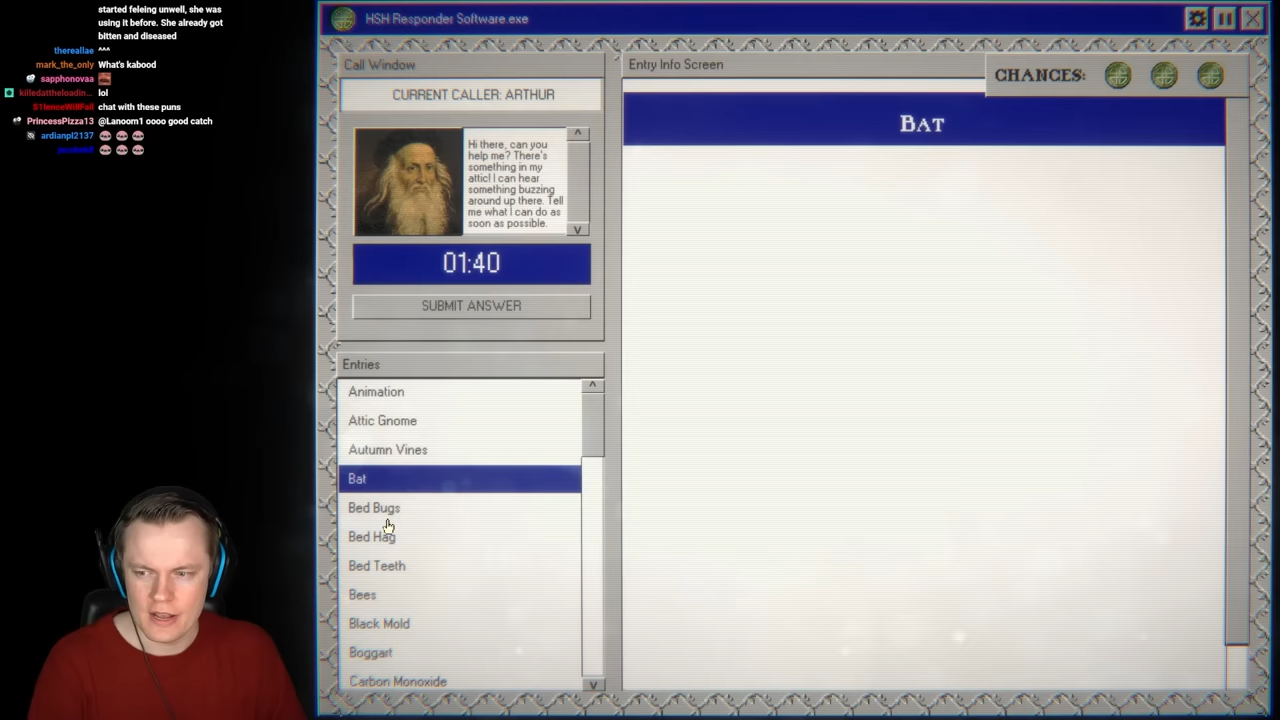 started feleing unwell, she was
using it before. She already got
bitten and diseased
thereallae ^^^
mark_the_only What's kabood
sapphonovaa
killedattheloadin... lol
S1lenceWillFall chat with these puns
PrincessPizza13 @Lanoom1 oooo good catch
ardianpl2137
HSH Responder Software.exe
Call Window
CURRENT CALLER: ARTHUR
Hi there, can you
help me? There's
something in my
attic! I can hear
something buzzing
around up there. Tell
me what I can do as
soon as possible.
01:40
SUBMIT ANSWER
Entries
Animation
Attic Gnome
Autumn Vines
Bat
Bed Bugs
Bed Hag
Bed Teeth
Bees
Black Mold
Boggart
Carbon Monoxide
Entry Info Screen
CHANCES:
BAT